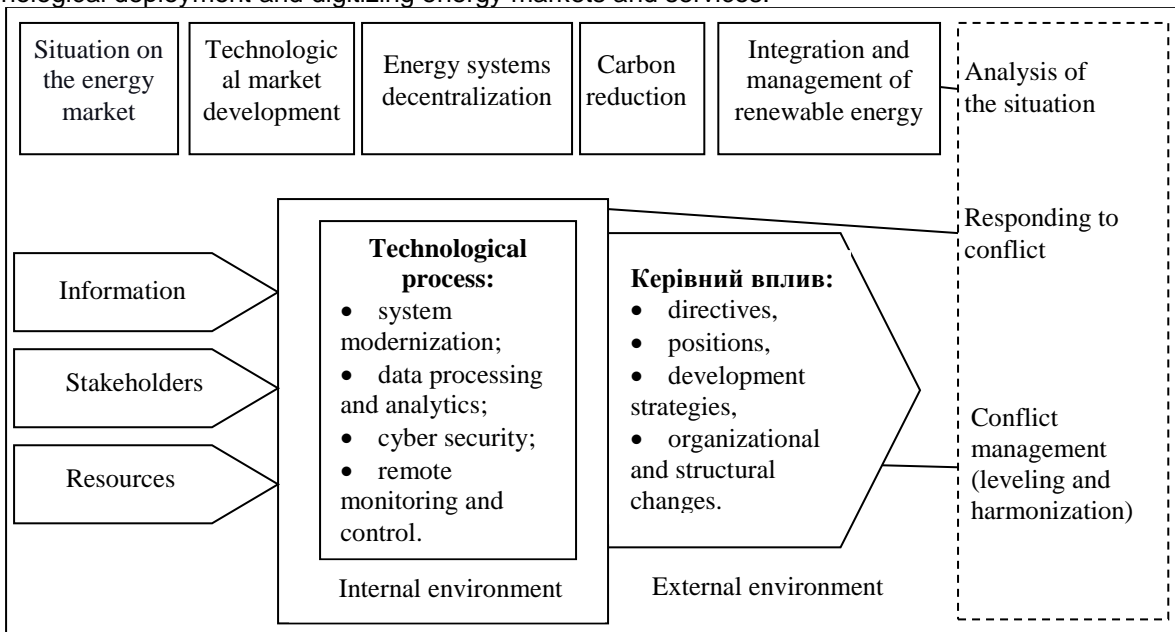 nological deployment and digitizing energy markets and services.
Situation on
the energy
market
Technologic
al market
development
Energy systems
decentralization
Carbon
reduction
Integration and
management of
renewable energy
Analysis of
the situation
Responding to
conflict
Information
Stakeholders
Resources
Technological
process:
• system
modernization;
• data processing
and analytics;
• cyber security;
• remote
monitoring and
control.
Internal environment
Керівний вплив:
• directives,
• positions,
• development
strategies,
• organizational
and structural
changes.
External environment
Conflict
management
(leveling and
harmonization)